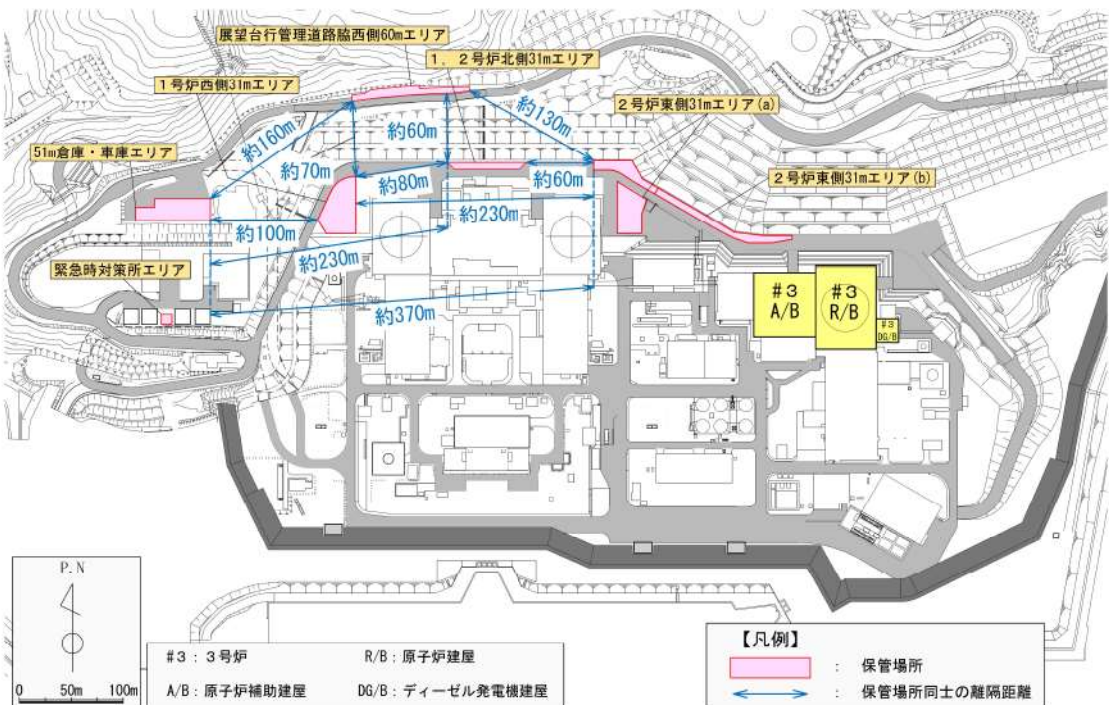 展望台行管理道路脇西側60mエリア
1,2号炉北側31mエリア
1号炉西側31mエリア
2号炉東側31mエリア(a)
51m倉庫・車庫エリア
2号炉東側31mエリア(b)
緊急時対策所エリア
約160m
約60m
約130m
約70m
約80m
約60m
約230m
約100m
約230m
約370m
#3
A/B
#3
R/B
#3
DG/B
P.N
0 50m 100m
#3:3号炉
R/B:原子炉建屋
A/B:原子炉補助建屋
DG/B:ディーゼル発電機建屋
【凡例】
: 保管場所
: 保管場所同士の離隔距離